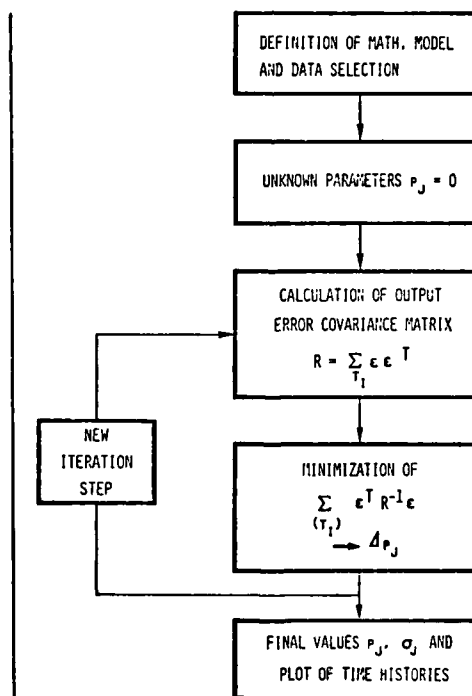 DEFINITION OF MATH. MODEL
AND DATA SELECTION
UNKNOWN PARAMETERS P_J = 0
CALCULATION OF OUTPUT
ERROR COVARIANCE MATRIX
R = Σ_{T_I} ε ε^T
NEW
ITERATION
STEP
MINIMIZATION OF
Σ_{(T_I)} ε^T R^{-1} ε
→ Δ P_J
FINAL VALUES P_J, σ_J AND
PLOT OF TIME HISTORIES